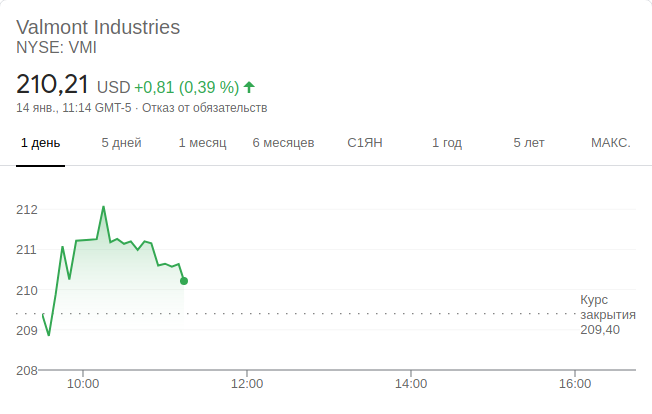 Valmont Industries
NYSE: VMI
210,21 USD +0,81 (0,39 %)
14 янв., 11:14 GMT-5 · Отказ от обязательств
1 день 5 дней 1 месяц 6 месяцев С1ЯН 1 год 5 лет МАКС.
212
211
210
209
208
Курс
закрытия
209,40
10:00 12:00 14:00 16:00